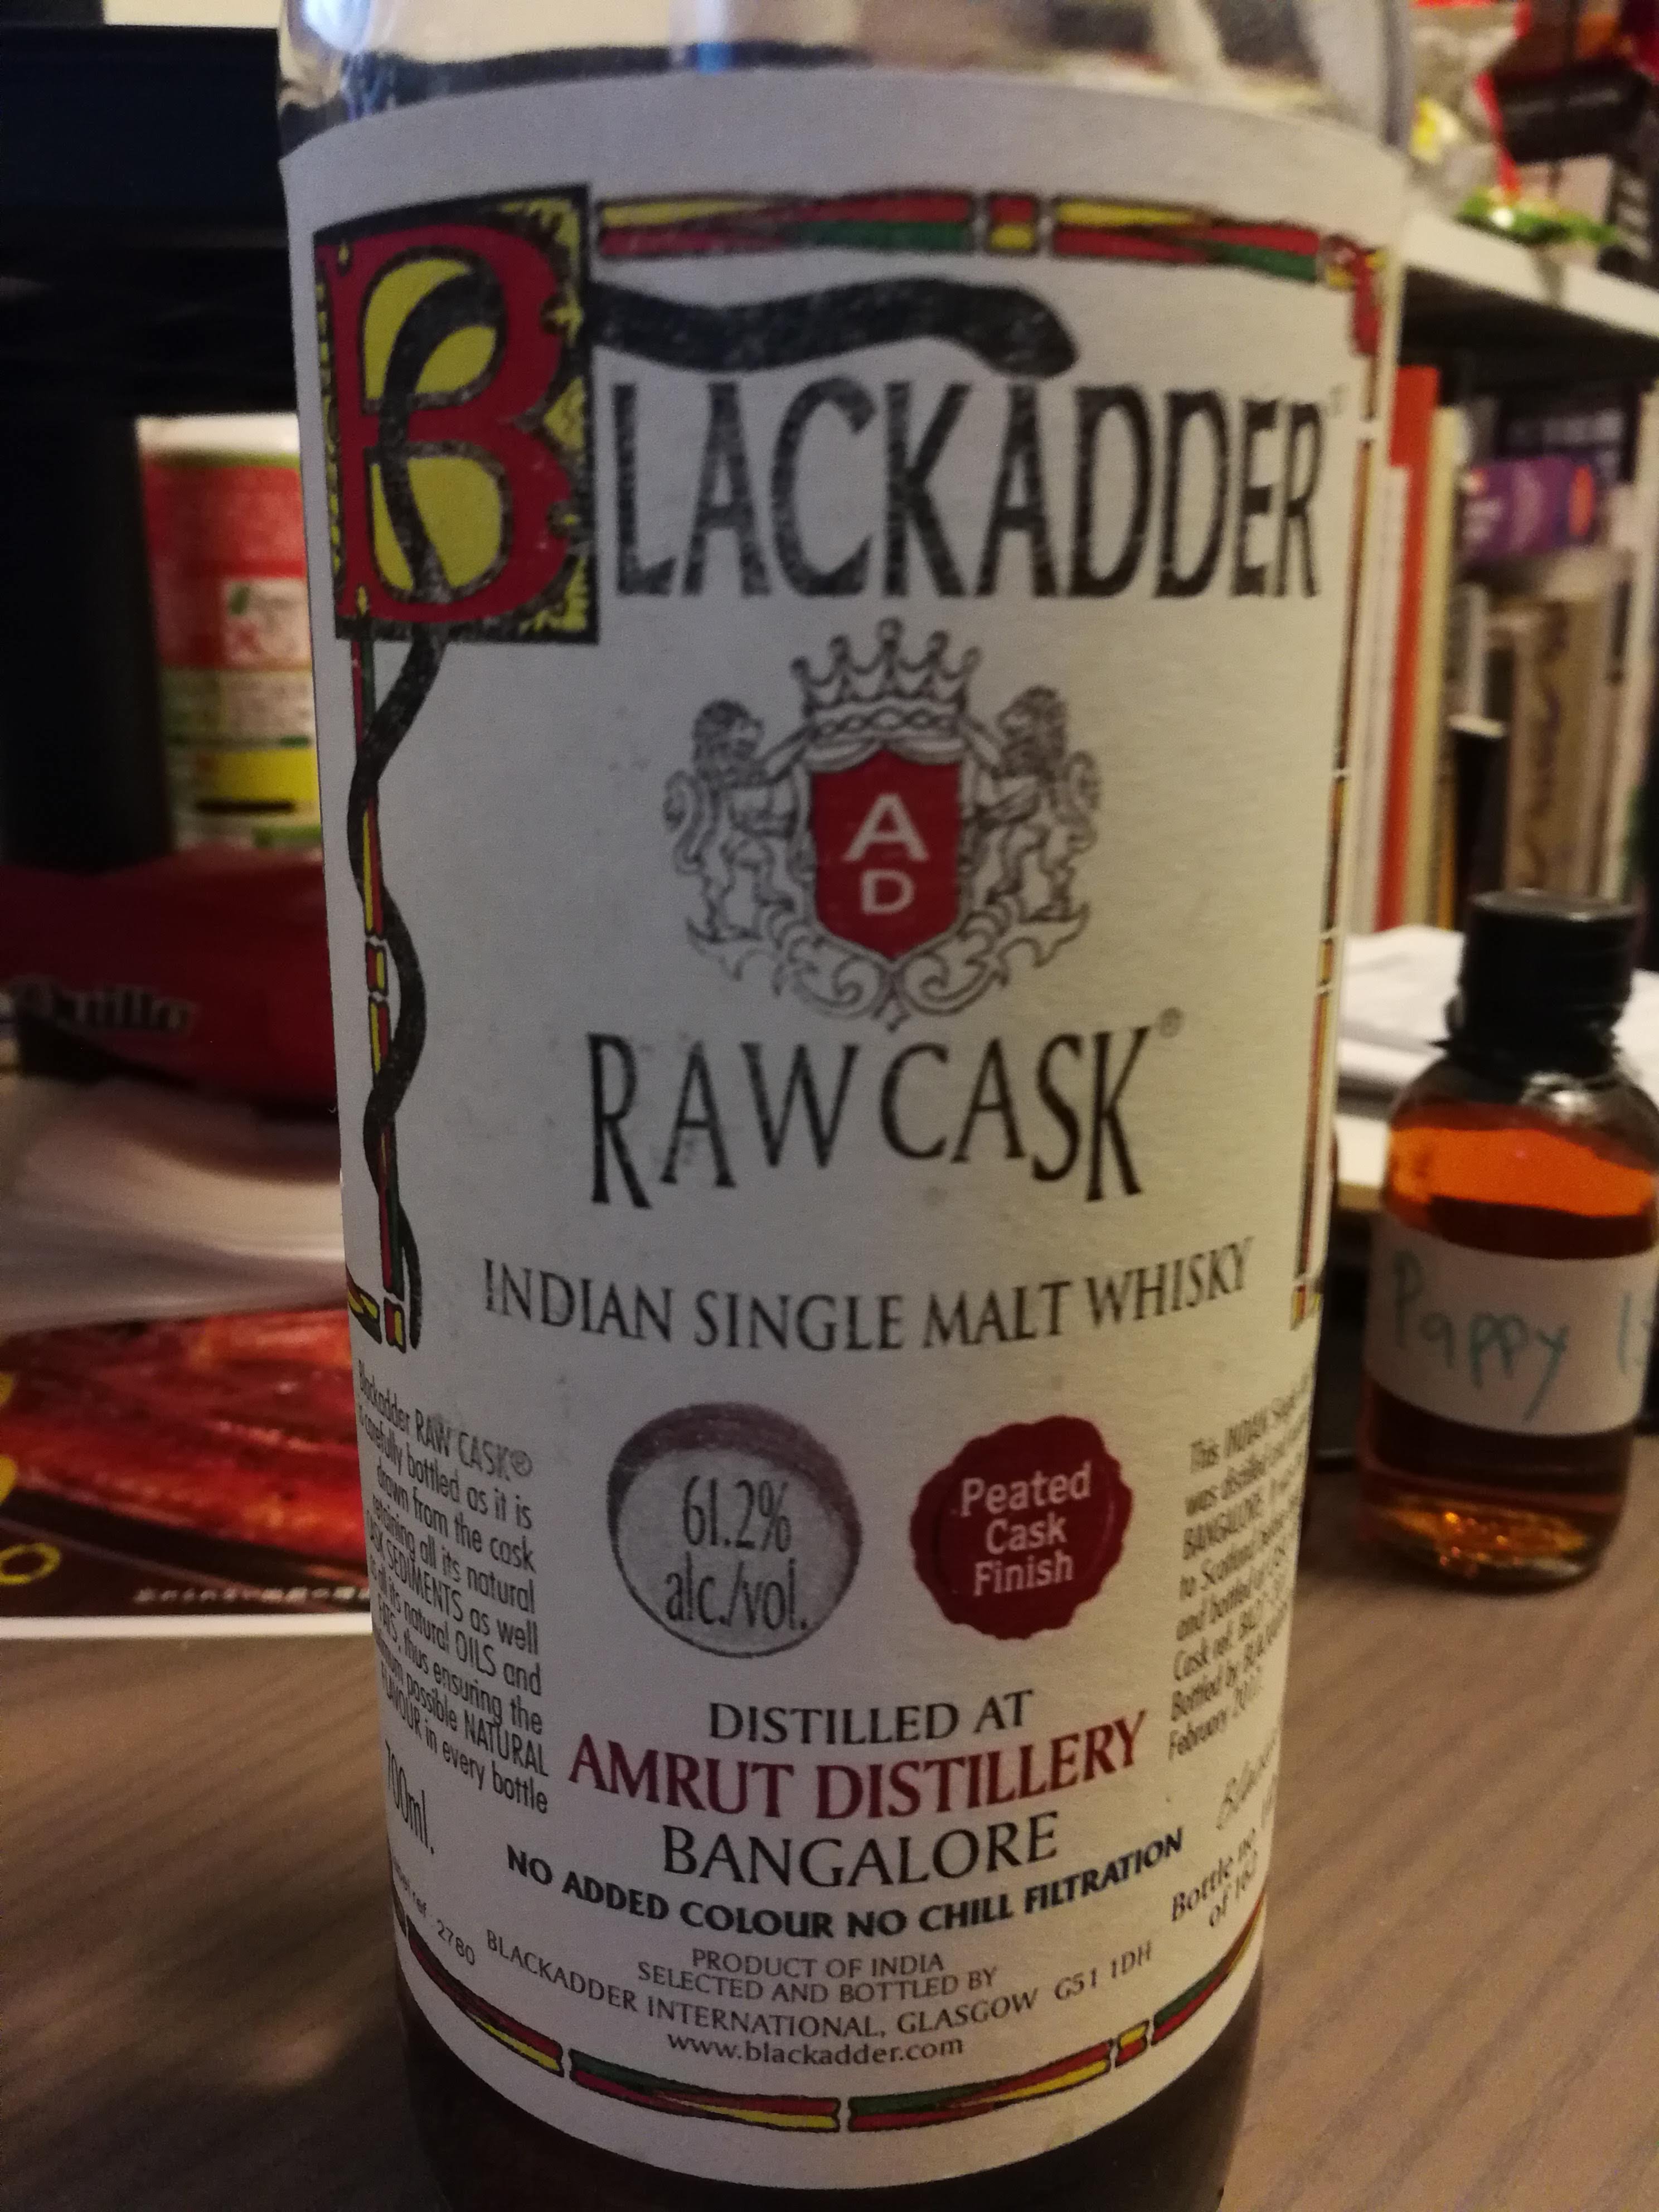 BLACKADDER
A
D
RAW CASK®
INDIAN SINGLE MALT WHISKY
Blackadder RAW CASK®
is carefully bottled as it is
drawn from the cask
retaining all its natural
CASK SEDIMENTS as well
as all its natural OILS and
FATS, thus ensuring the
possible NATURAL
FLAVOUR in every bottle
700ml.
61.2%
alc./vol.
Peated
Cask
Finish
This INDIAN
was distilled
BANGALORE.
to Scotland
and bottled
Cask ref.
Bottled by
February
DISTILLED AT
AMRUT DISTILLERY
BANGALORE
NO ADDED COLOUR NO CHILL FILTRATION
Bottle no.
of
ref. 2780
PRODUCT OF INDIA
SELECTED AND BOTTLED BY
BLACKADDER INTERNATIONAL, GLASGOW G51 1DH
www.blackadder.com
Pappy